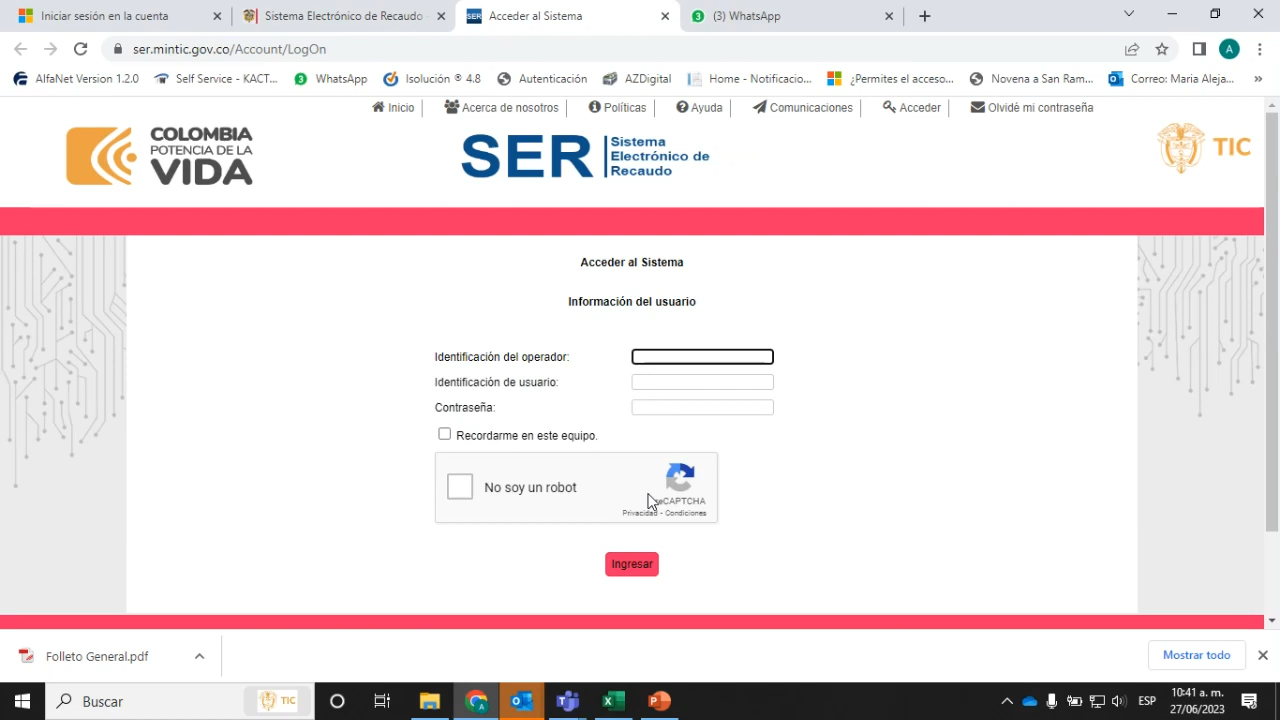 Iniciar sesión en la cuenta
Sistema Electrónico de Recaudo -
SER Acceder al Sistema
3 (3) WhatsApp
ser.mintic.gov.co/Account/LogOn
A
AlfaNet Version 1.2.0
Self Service - KACT...
3 WhatsApp
Isolución ® 4.8
Autenticación
AZDigital
Home - Notificacio...
¿Permites el acceso...
Novena a San Ram...
Correo: Maria Aleja...
»
Inicio
Acerca de nosotros
Políticas
Ayuda
Comunicaciones
Acceder
Olvidé mi contraseña
COLOMBIA
POTENCIA DE LA
VIDA
SER
Sistema
Electrónico de
Recaudo
TIC
Acceder al Sistema
Información del usuario
Identificación del operador:
Identificación de usuario:
Contraseña:
Recordarme en este equipo.
No soy un robot
reCAPTCHA
Privacidad - Condiciones
Ingresar
Folleto General.pdf
Mostrar todo
Buscar
TIC
ESP
10:41 a. m.
27/06/2023